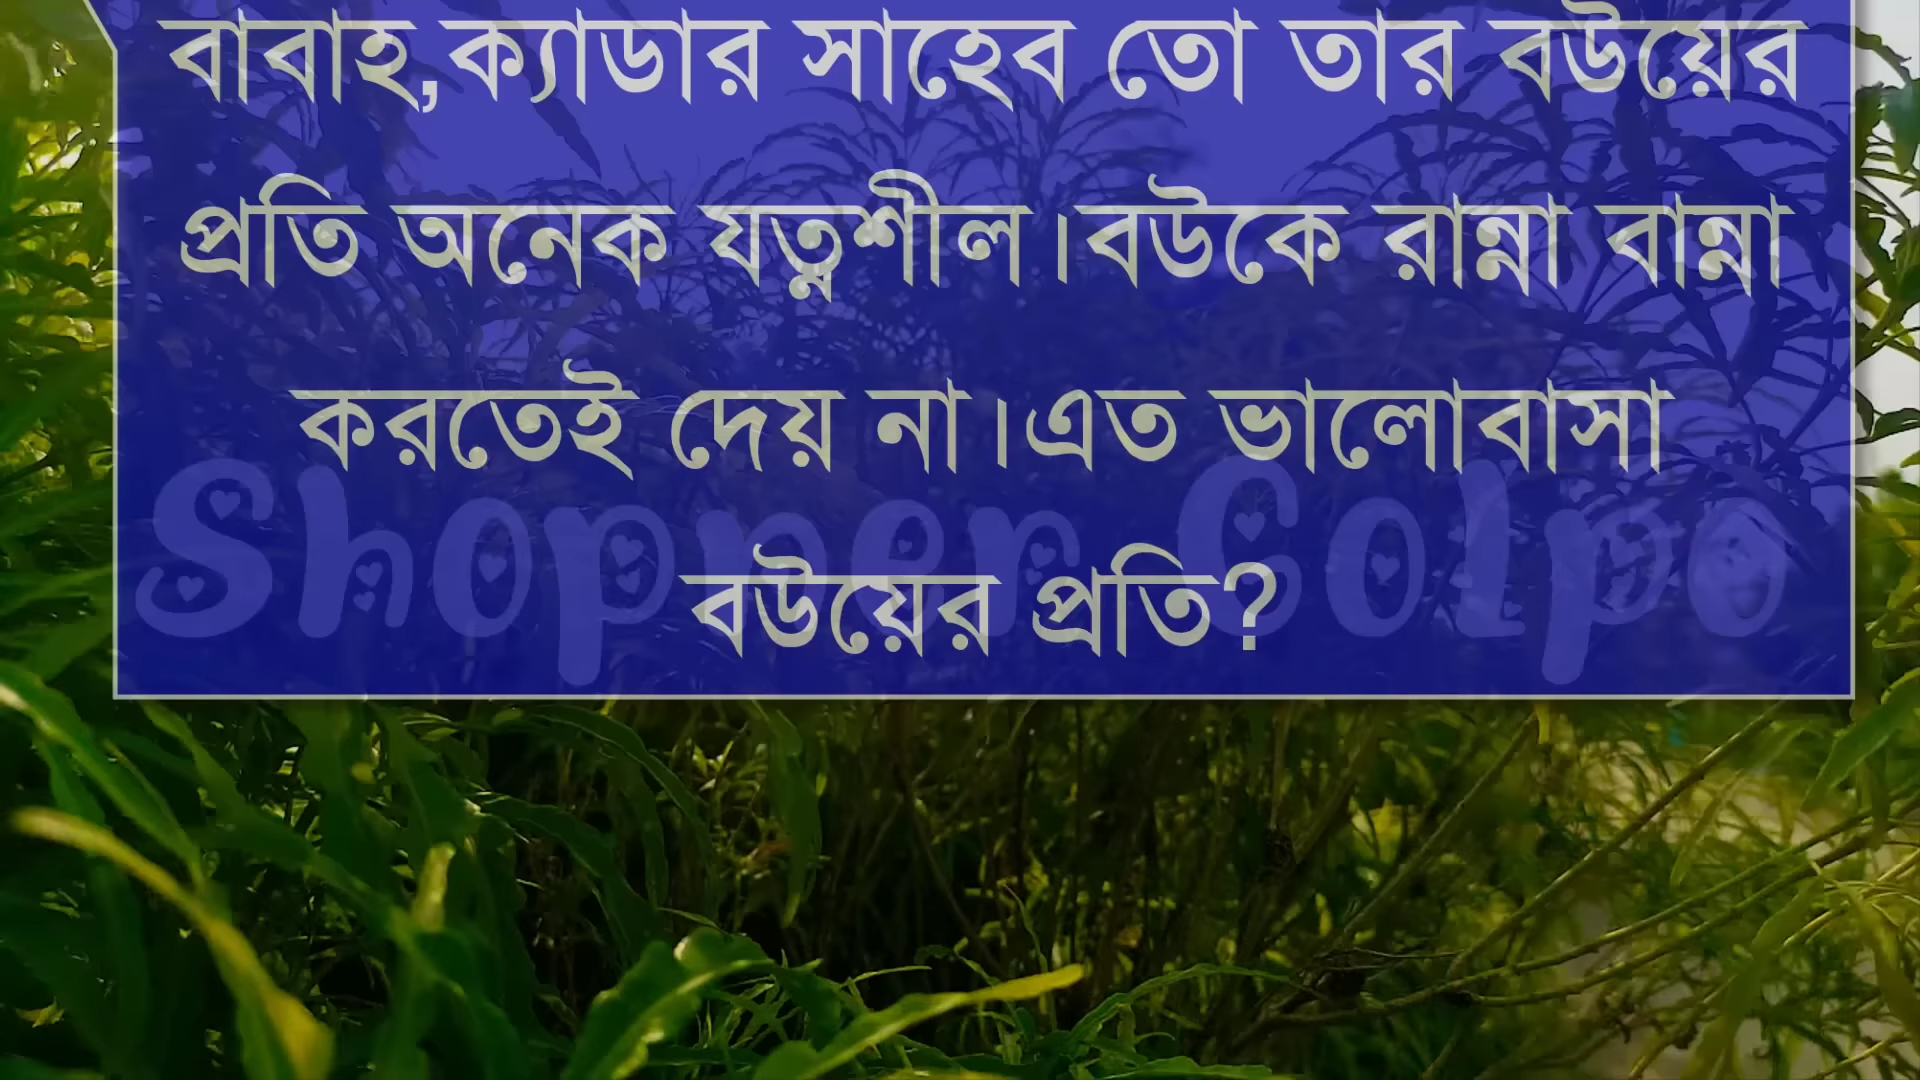 বাবাহ,ক্যাডার সাহেব তো তার বউয়ের
প্রতি অনেক যত্নশীল।বউকে রান্না বান্না
করতেই দেয় না।এত ভালোবাসা
Shopner Golpo
বউয়ের প্রতি?